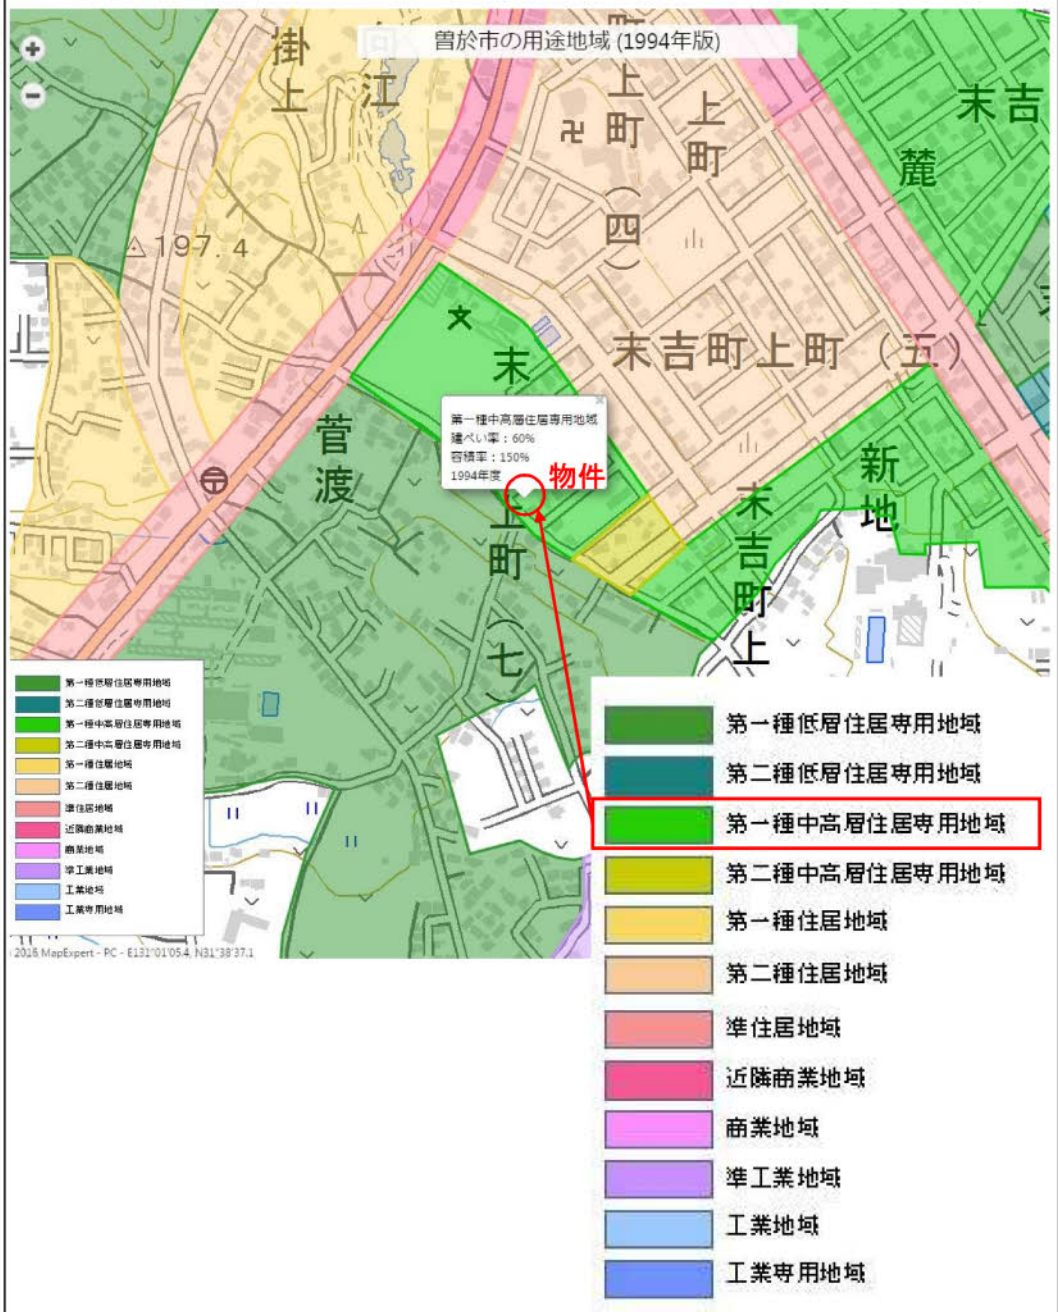 曽於市の用途地域 (1994年版)
掛
上
江
上
町
(四)
上
町
卍
末吉
麓
197.4
文
末
末吉町上町(五)
菅
渡
第一種中高層住居専用地域
建ぺい率:60%
容積率:150%
1994年度
物件
上
町
(七)
新
地
末
吉
町
上
第一種低層住居専用地域
第二種低層住居専用地域
第一種中高層住居専用地域
第二種中高層住居専用地域
第一種住居地域
第二種住居地域
準住居地域
近隣商業地域
商業地域
準工業地域
工業地域
工業専用地域
2016 MapExpert - PC - E131°01'05.4, N31°38'37.1
第一種低層住居専用地域
第二種低層住居専用地域
第一種中高層住居専用地域
第二種中高層住居専用地域
第一種住居地域
第二種住居地域
準住居地域
近隣商業地域
商業地域
準工業地域
工業地域
工業専用地域